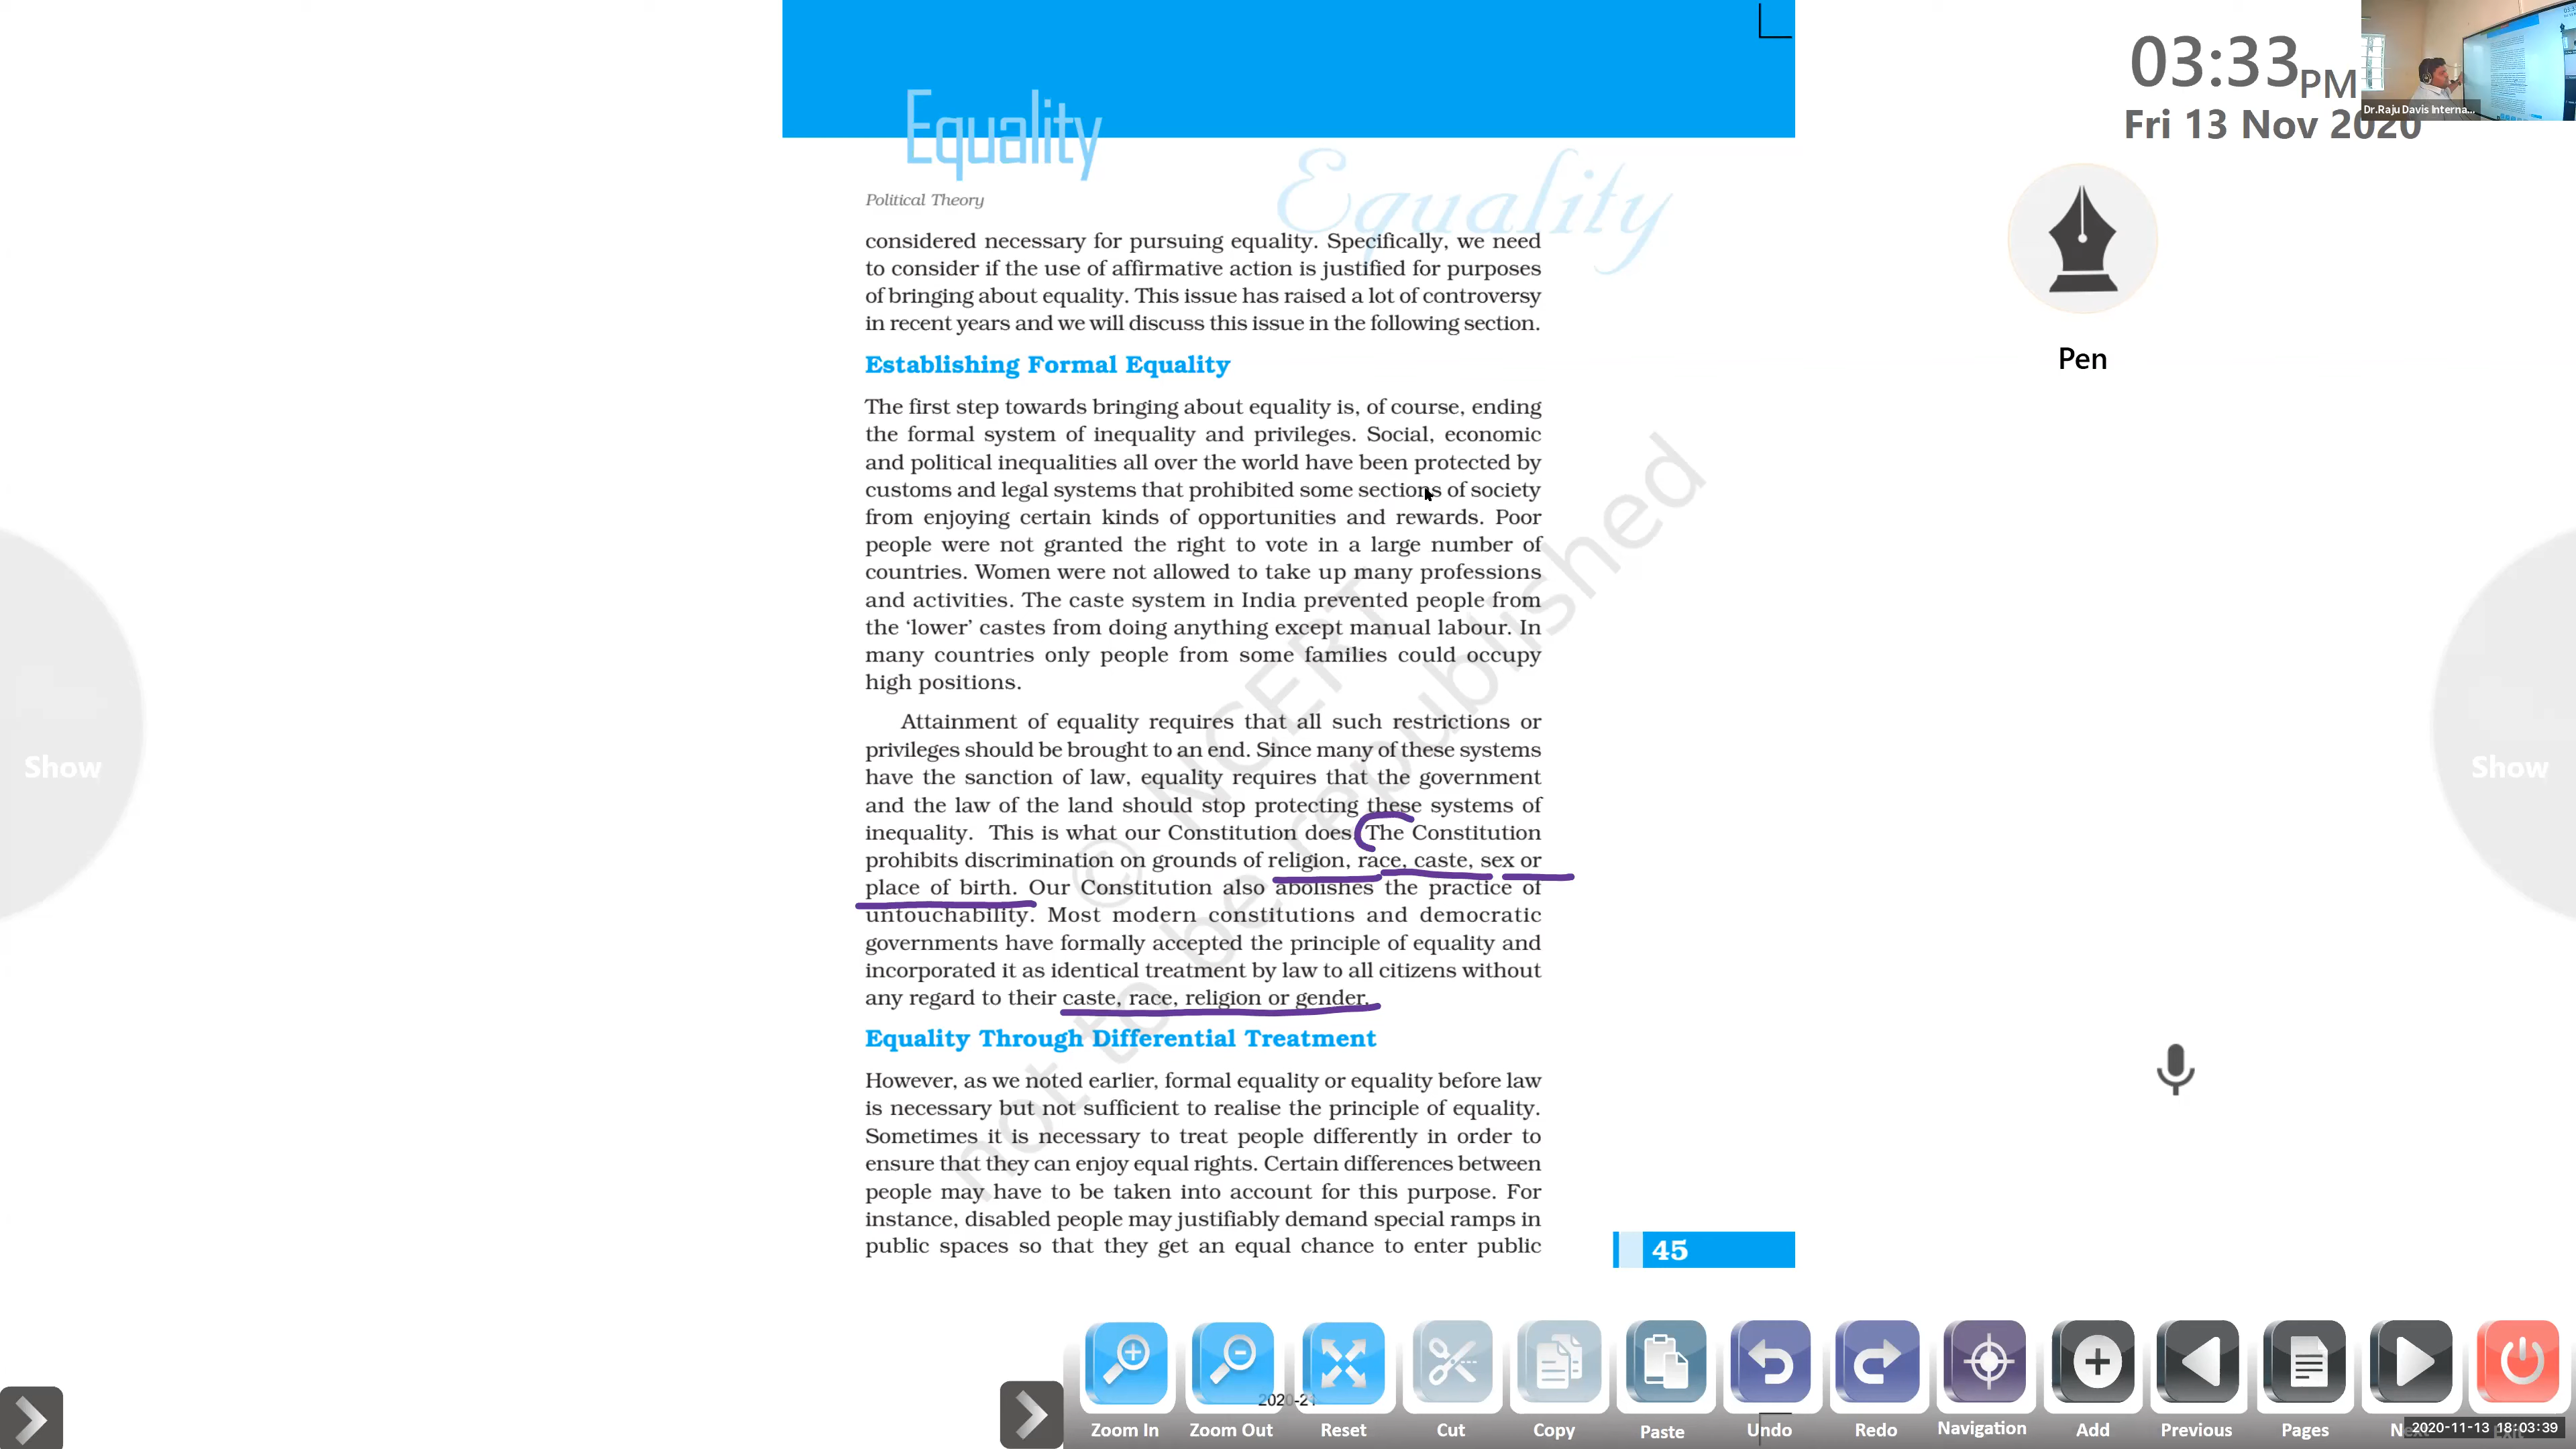 Equality
Equality
Political Theory
considered necessary for pursuing equality. Specifically, we need
to consider if the use of affirmative action is justified for purposes
of bringing about equality. This issue has raised a lot of controversy
in recent years and we will discuss this issue in the following section.
Establishing Formal Equality
The first step towards bringing about equality is, of course, ending
the formal system of inequality and privileges. Social, economic
and political inequalities all over the world have been protected by
customs and legal systems that prohibited some sections of society
from enjoying certain kinds of opportunities and rewards. Poor
people were not granted the right to vote in a large number of
countries. Women were not allowed to take up many professions
and activities. The caste system in India prevented people from
the ‘lower’ castes from doing anything except manual labour. In
many countries only people from some families could occupy
high positions.
Attainment of equality requires that all such restrictions or
privileges should be brought to an end. Since many of these systems
have the sanction of law, equality requires that the government
and the law of the land should stop protecting these systems of
inequality. This is what our Constitution does. The Constitution
prohibits discrimination on grounds of religion, race, caste, sex or
place of birth. Our Constitution also abolishes the practice of
untouchability. Most modern constitutions and democratic
governments have formally accepted the principle of equality and
incorporated it as identical treatment by law to all citizens without
any regard to their caste, race, religion or gender.
Equality Through Differential Treatment
However, as we noted earlier, formal equality or equality before law
is necessary but not sufficient to realise the principle of equality.
Sometimes it is necessary to treat people differently in order to
ensure that they can enjoy equal rights. Certain differences between
people may have to be taken into account for this purpose. For
instance, disabled people may justifiably demand special ramps in
public spaces so that they get an equal chance to enter public
45
© NCERT
not to be republished
03:33 PM
Fri 13 Nov 2020
Dr.Raju Davis Interna...
Pen
Show
Show
2020-21
Zoom In
Zoom Out
Reset
Cut
Copy
Paste
Undo
Redo
Navigation
Add
Previous
Pages
2020-11-13 18:03:39